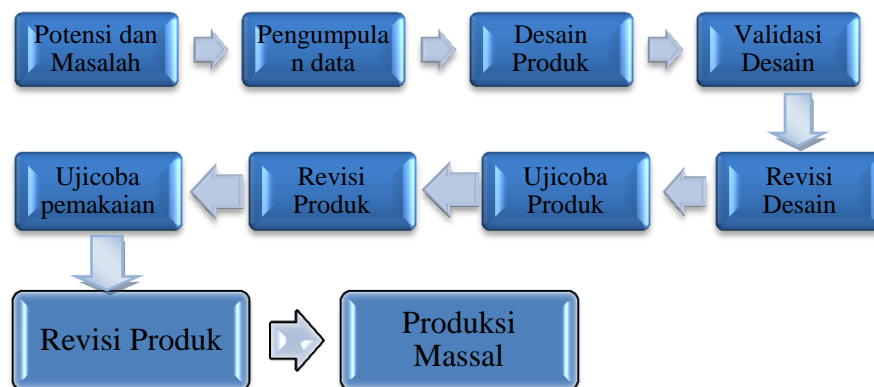 Potensi dan
Masalah
Pengumpula
n data
Desain
Produk
Validasi
Desain
Revisi
Desain
Ujicoba
Produk
Revisi
Produk
Ujicoba
pemakaian
Revisi Produk
Produksi
Massal